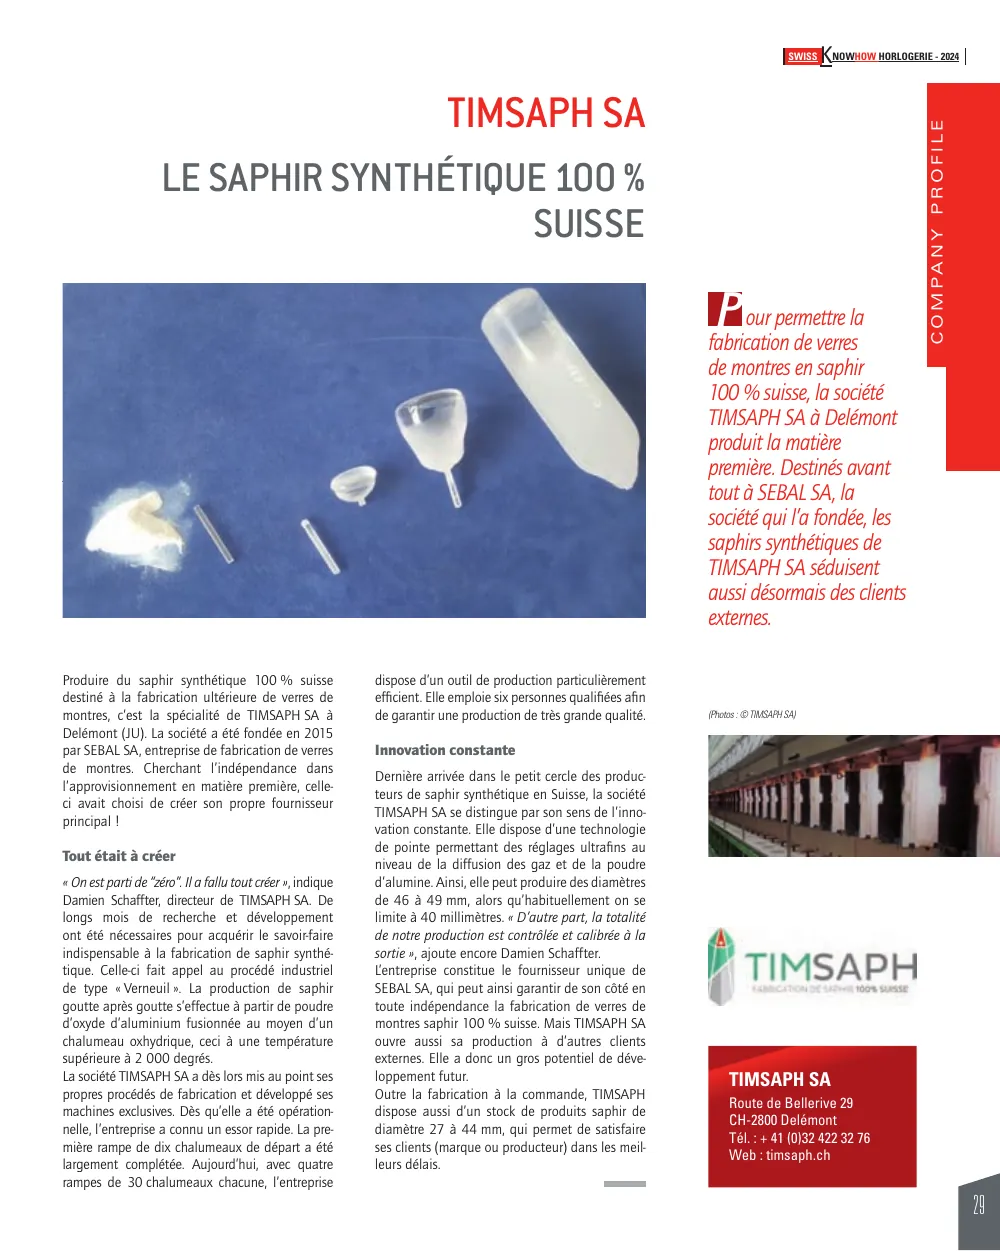 SWISS KNOWHOW HORLOGERIE - 2024
COMPANY PROFILE
TIMSAPH SA
LE SAPHIR SYNTHÉTIQUE 100 %
SUISSE
Pour permettre la
fabrication de verres
de montres en saphir
100 % suisse, la société
TIMSAPH SA à Delémont
produit la matière
première. Destinés avant
tout à SEBAL SA, la
société qui l'a fondée, les
saphirs synthétiques de
TIMSAPH SA séduisent
aussi désormais des clients
externes.
(Photos : © TIMSAPH SA)
Produire du saphir synthétique 100 % suisse
destiné à la fabrication ultérieure de verres de
montres, c'est la spécialité de TIMSAPH SA à
Delémont (JU). La société a été fondée en 2015
par SEBAL SA, entreprise de fabrication de verres
de montres. Cherchant l'indépendance dans
l'approvisionnement en matière première, celle-
ci avait choisi de créer son propre fournisseur
principal !
Tout était à créer
« On est parti de "zéro". Il a fallu tout créer », indique
Damien Schaffter, directeur de TIMSAPH SA. De
longs mois de recherche et développement
ont été nécessaires pour acquérir le savoir-faire
indispensable à la fabrication de saphir synthé-
tique. Celle-ci fait appel au procédé industriel
de type « Verneuil ». La production de saphir
goutte après goutte s'effectue à partir de poudre
d'oxyde d'aluminium fusionnée au moyen d'un
chalumeau oxhydrique, ceci à une température
supérieure à 2 000 degrés.
La société TIMSAPH SA a dès lors mis au point ses
propres procédés de fabrication et développé ses
machines exclusives. Dès qu'elle a été opération-
nelle, l'entreprise a connu un essor rapide. La pre-
mière rampe de dix chalumeaux de départ a été
largement complétée. Aujourd'hui, avec quatre
rampes de 30 chalumeaux chacune, l'entreprise
dispose d'un outil de production particulièrement
efficient. Elle emploie six personnes qualifiées afin
de garantir une production de très grande qualité.
Innovation constante
Dernière arrivée dans le petit cercle des produc-
teurs de saphir synthétique en Suisse, la société
TIMSAPH SA se distingue par son sens de l'inno-
vation constante. Elle dispose d'une technologie
de pointe permettant des réglages ultrafins au
niveau de la diffusion des gaz et de la poudre
d'alumine. Ainsi, elle peut produire des diamètres
de 46 à 49 mm, alors qu'habituellement on se
limite à 40 millimètres. « D'autre part, la totalité
de notre production est contrôlée et calibrée à la
sortie », ajoute encore Damien Schaffter.
L'entreprise constitue le fournisseur unique de
SEBAL SA, qui peut ainsi garantir de son côté en
toute indépendance la fabrication de verres de
montres saphir 100 % suisse. Mais TIMSAPH SA
ouvre aussi sa production à d'autres clients
externes. Elle a donc un gros potentiel de déve-
loppement futur.
Outre la fabrication à la commande, TIMSAPH
dispose aussi d'un stock de produits saphir de
diamètre 27 à 44 mm, qui permet de satisfaire
ses clients (marque ou producteur) dans les meil-
leurs délais.
TIMSAPH
FABRICATION DE SAPHIR 100% SUISSE
TIMSAPH SA
Route de Bellerive 29
CH-2800 Delémont
Tél. : + 41 (0)32 422 32 76
Web : timsaph.ch
29